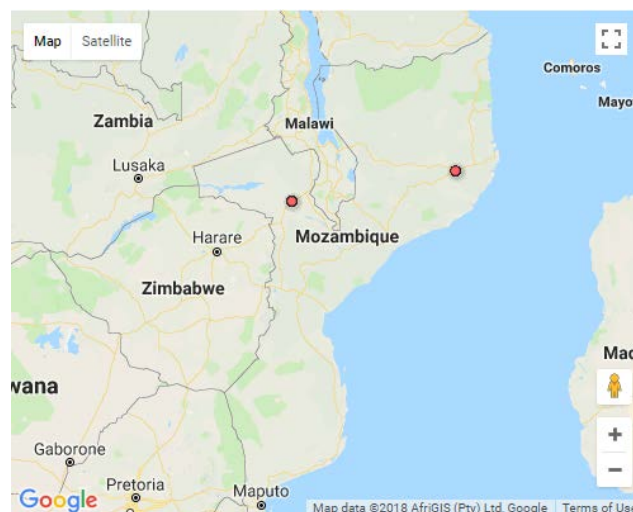 Map Satellite
Comoros
Mayo
Zambia
Malawi
Lusaka
Harare
Mozambique
Zimbabwe
Mad
wana
Gaborone
Pretoria
Maputo
Google
Map data ©2018 AfriGIS (Pty) Ltd, Google Terms of Use